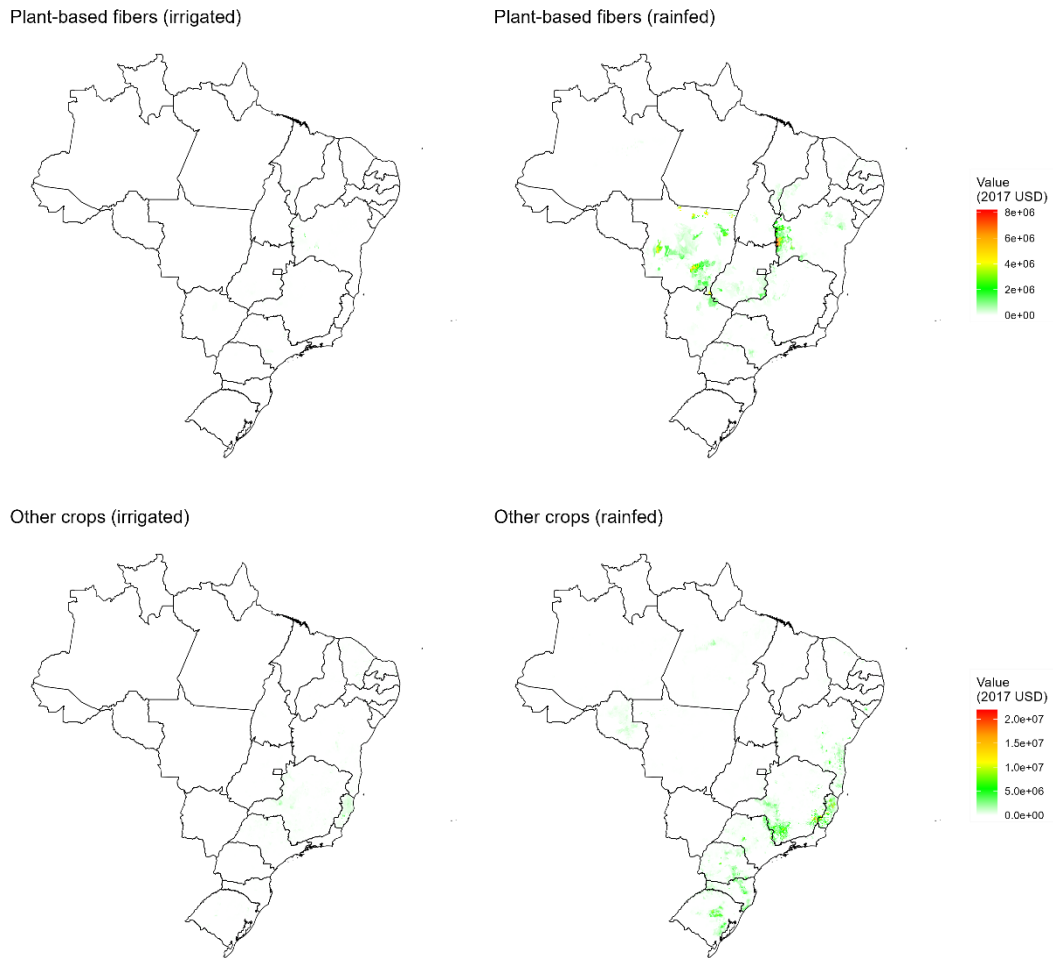 Plant-based fibers (irrigated)
Plant-based fibers (rainfed)
Value
(2017 USD)
8e+06
6e+06
4e+06
2e+06
0e+00
Other crops (irrigated)
Other crops (rainfed)
Value
(2017 USD)
2.0e+07
1.5e+07
1.0e+07
5.0e+06
0.0e+00